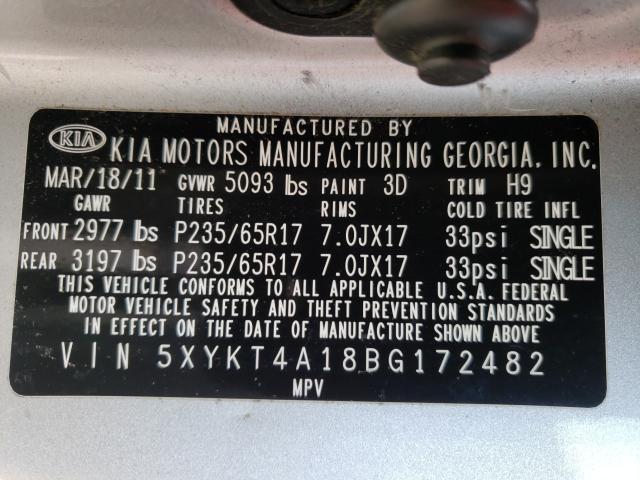 MANUFACTURED BY
KIA KIA MOTORS MANUFACTURING GEORGIA, INC.
MAR/18/11 GVWR 5093 lbs PAINT 3D TRIM H9
GAWR TIRES RIMS COLD TIRE INFL
FRONT 2977 lbs P235/65R17 7.0JX17 33psi SINGLE
REAR 3197 lbs P235/65R17 7.0JX17 33psi SINGLE
THIS VEHICLE CONFORMS TO ALL APPLICABLE U.S.A. FEDERAL
MOTOR VEHICLE SAFETY AND THEFT PREVENTION STANDARDS
IN EFFECT ON THE DATE OF MANUFACTURE SHOWN ABOVE
VIN 5XYKT4A18BG172482
MPV